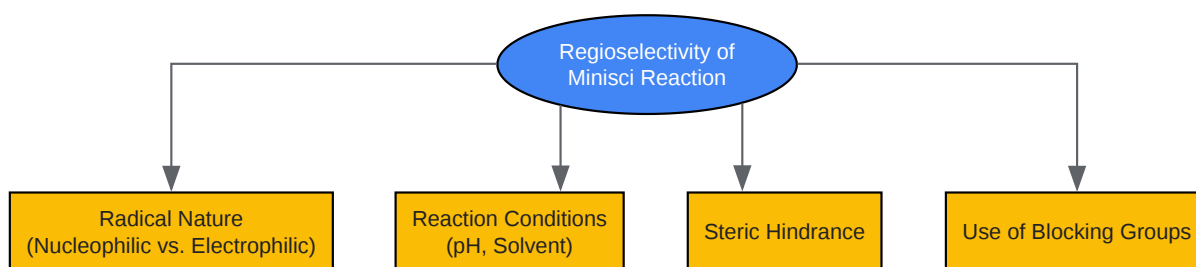 Regioselectivity of
Minisci Reaction
Radical Nature
(Nucleophilic vs. Electrophilic)
Reaction Conditions
(pH, Solvent)
Steric Hindrance
Use of Blocking Groups